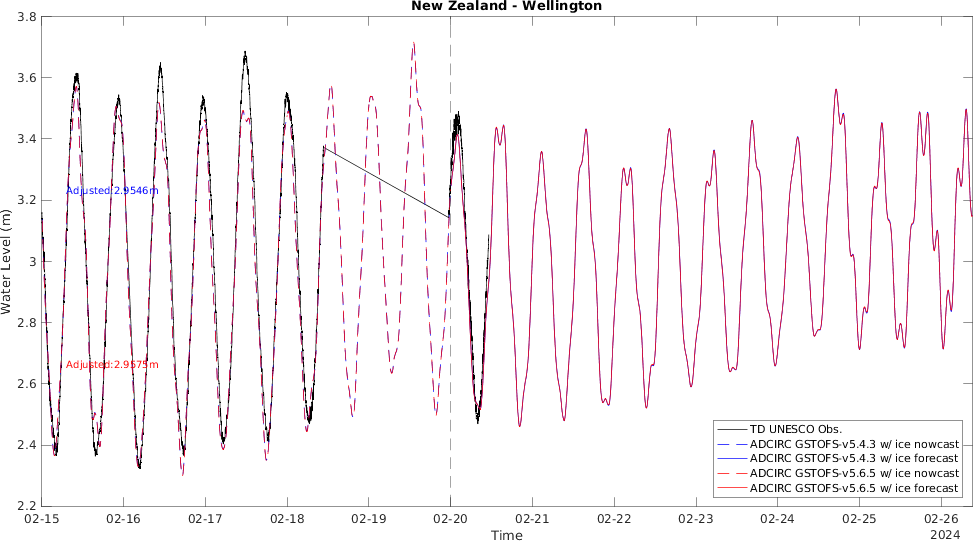 New Zealand - Wellington
3.8
3.6
3.4
3.2
3
2.8
2.6
2.4
2.2
Water Level (m)
Adjusted:2.9546m
Adjusted:2.9575m
TD UNESCO Obs.
ADCIRC GSTOFS-v5.4.3 w/ ice nowcast
ADCIRC GSTOFS-v5.4.3 w/ ice forecast
ADCIRC GSTOFS-v5.6.5 w/ ice nowcast
ADCIRC GSTOFS-v5.6.5 w/ ice forecast
02-15 02-16 02-17 02-18 02-19 02-20 02-21 02-22 02-23 02-24 02-25 02-26
Time
2024